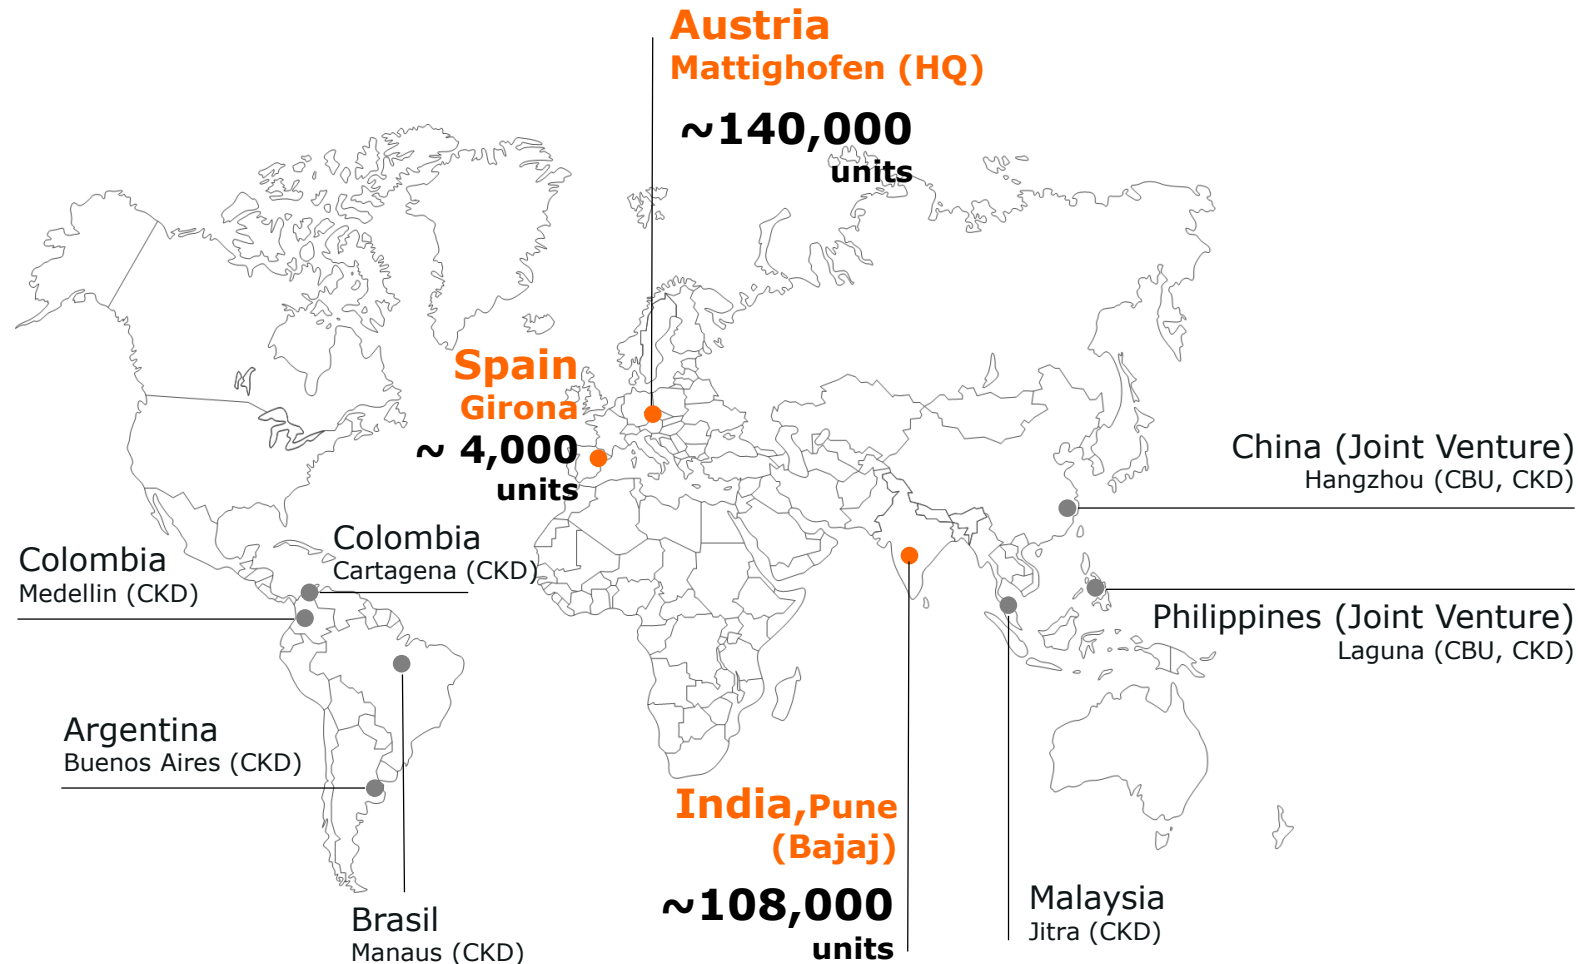 Austria
Mattighofen (HQ)
~140,000
units
Spain
Girona
~ 4,000
units
China (Joint Venture)
Hangzhou (CBU, CKD)
Colombia
Cartagena (CKD)
Colombia
Medellin (CKD)
Philippines (Joint Venture)
Laguna (CBU, CKD)
Argentina
Buenos Aires (CKD)
India,Pune
(Bajaj)
~108,000
units
Malaysia
Jitra (CKD)
Brasil
Manaus (CKD)